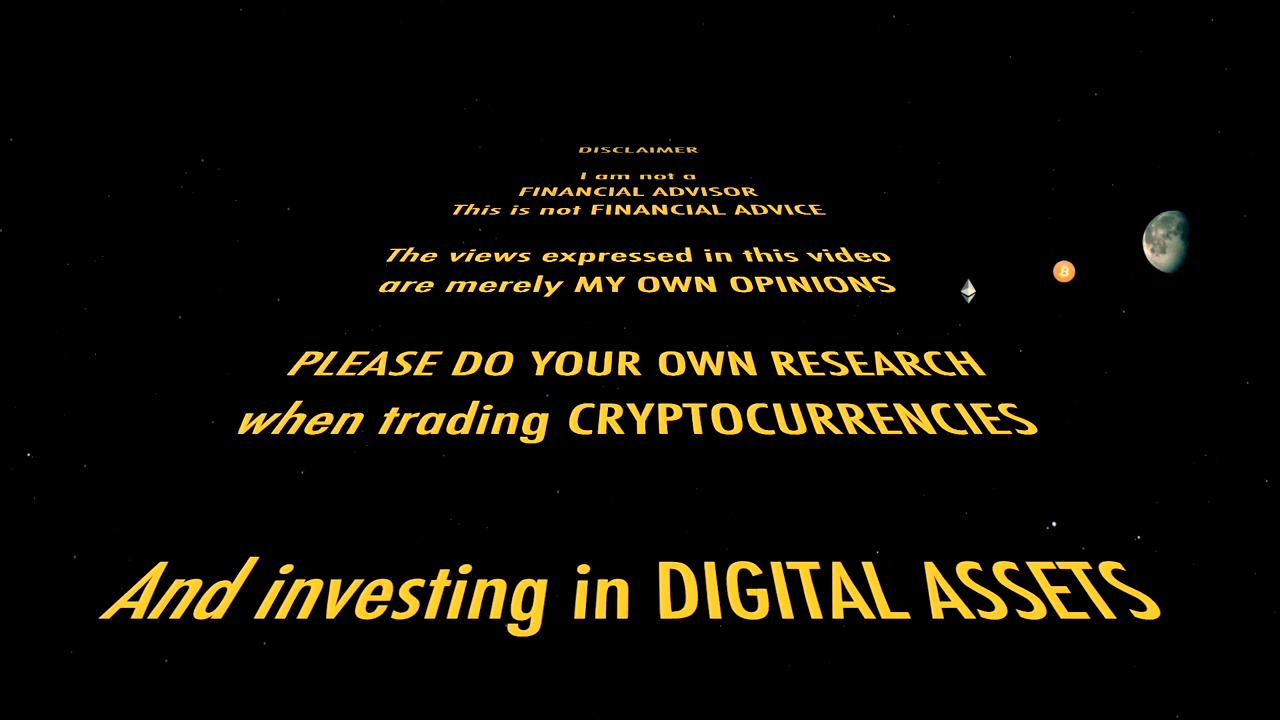 DISCLAIMER
I am not a
FINANCIAL ADVISOR
This is not FINANCIAL ADVICE
The views expressed in this video
are merely MY OWN OPINIONS
PLEASE DO YOUR OWN RESEARCH
when trading CRYPTOCURRENCIES
And investing in DIGITAL ASSETS